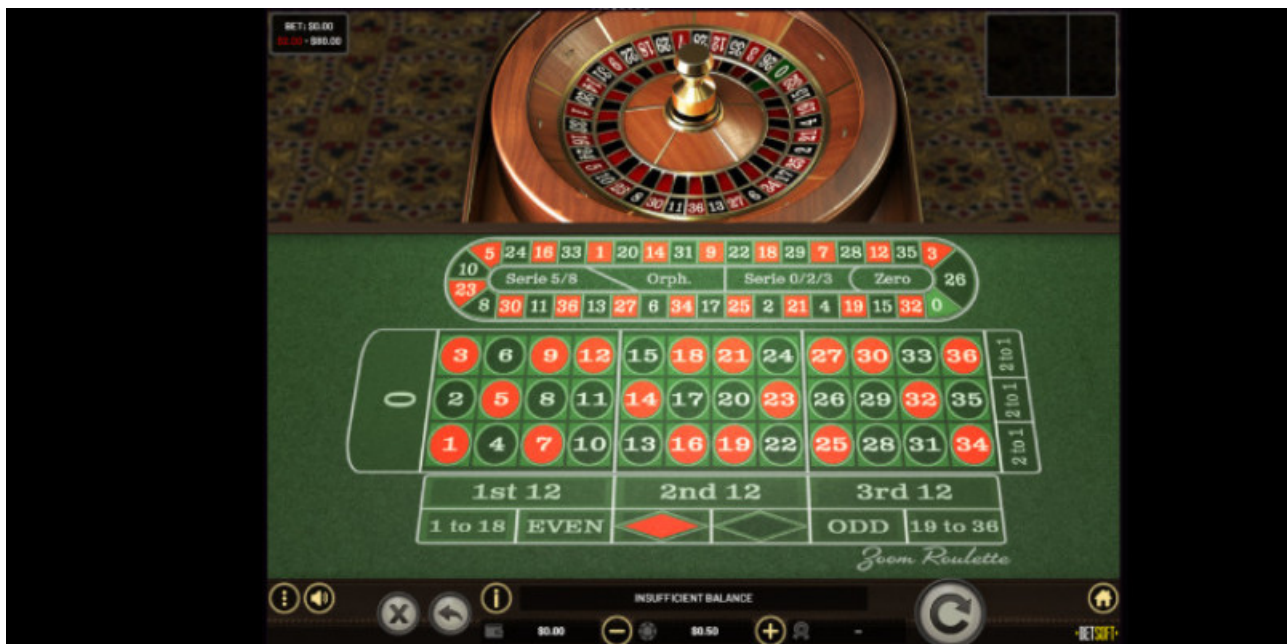 BET: $0.00
$0.00 - $80.00
5 24 16 33 1 20 14 31 9 22 18 29 7 28 12 35 3
10 Serie 5/8 Orph. Serie 0/2/3 Zero 26
23
8 30 11 36 13 27 6 34 17 25 2 21 4 19 15 32 0
3 6 9 12 15 18 21 24 27 30 33 36 2 to 1
0 2 5 8 11 14 17 20 23 26 29 32 35 2 to 1
1 4 7 10 13 16 19 22 25 28 31 34 2 to 1
1st 12 2nd 12 3rd 12
1 to 18 EVEN ODD 19 to 36
Zoom Roulette
INSUFFICIENT BALANCE
$0.00 $0.50 -
BETSOFT